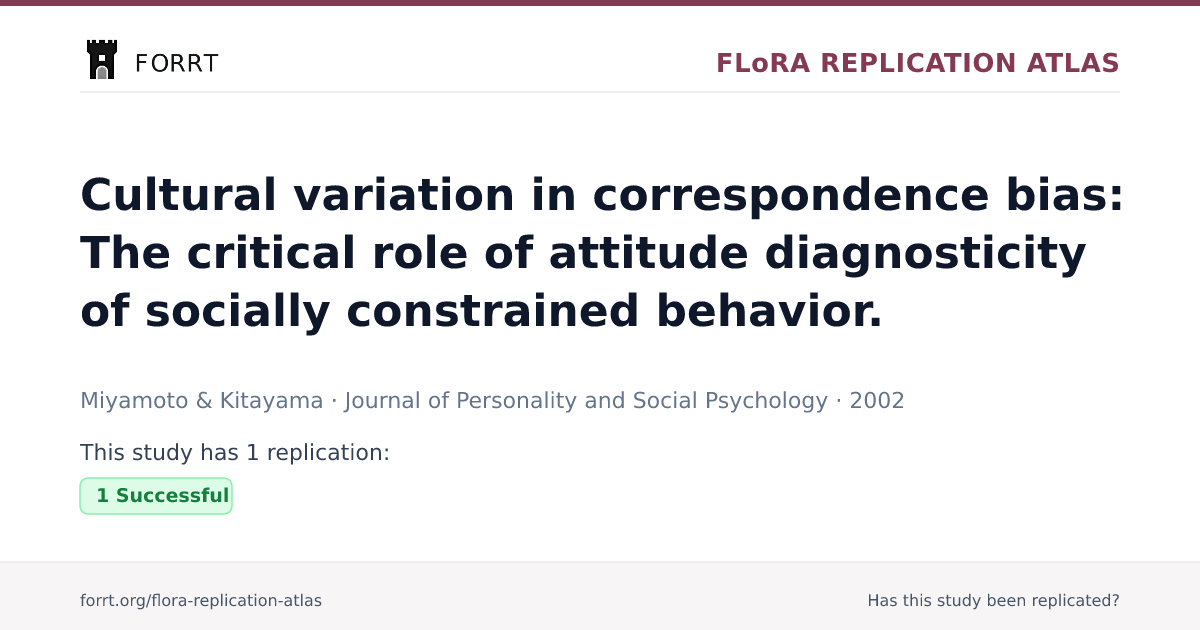 FORRT
FLoRA REPLICATION ATLAS
Cultural variation in correspondence bias:
The critical role of attitude diagnosticity
of socially constrained behavior.
Miyamoto & Kitayama · Journal of Personality and Social Psychology · 2002
This study has 1 replication:
1 Successful
forrt.org/flora-replication-atlas
Has this study been replicated?